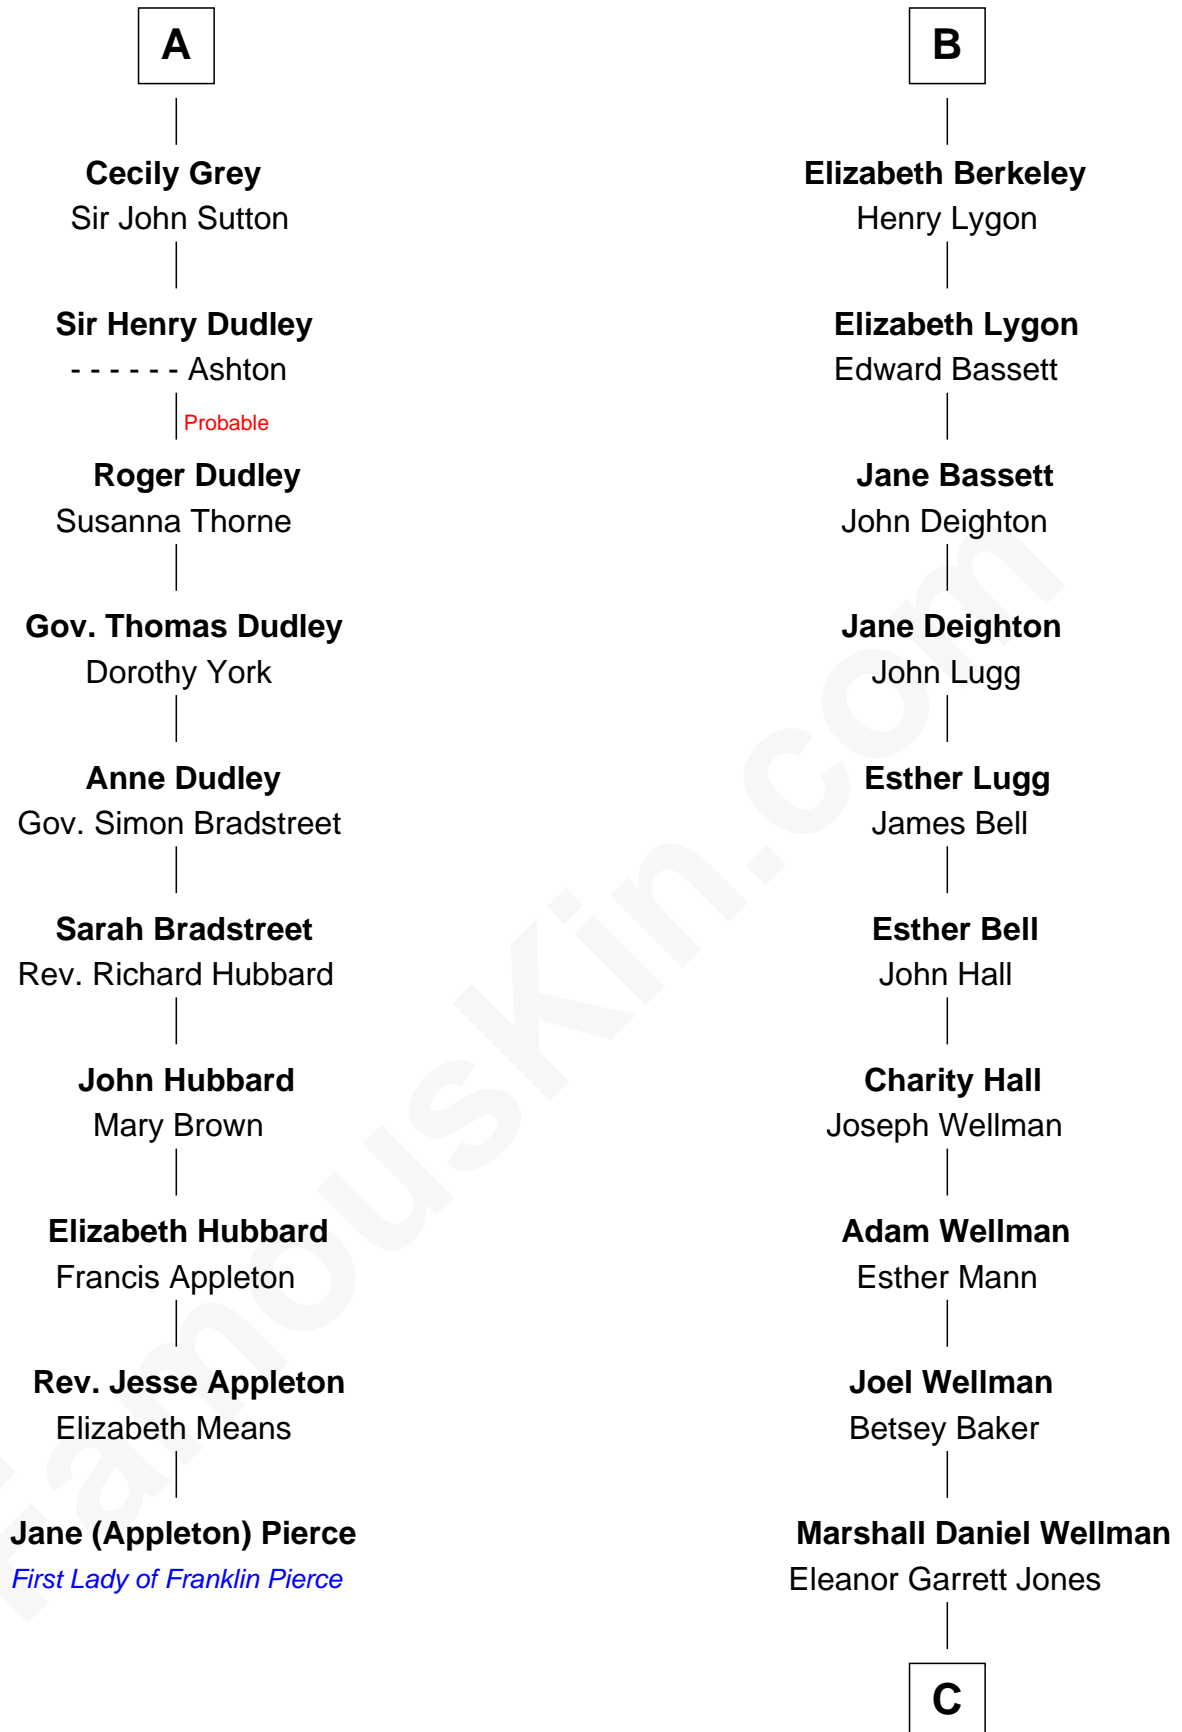 A
Cecily Grey
Sir John Sutton
Sir Henry Dudley
- - - - - - Ashton
Probable
Roger Dudley
Susanna Thorne
Gov. Thomas Dudley
Dorothy York
Anne Dudley
Gov. Simon Bradstreet
Sarah Bradstreet
Rev. Richard Hubbard
John Hubbard
Mary Brown
Elizabeth Hubbard
Francis Appleton
Rev. Jesse Appleton
Elizabeth Means
Jane (Appleton) Pierce
First Lady of Franklin Pierce
B
Elizabeth Berkeley
Henry Lygon
Elizabeth Lygon
Edward Bassett
Jane Bassett
John Deighton
Jane Deighton
John Lugg
Esther Lugg
James Bell
Esther Bell
John Hall
Charity Hall
Joseph Wellman
Adam Wellman
Esther Mann
Joel Wellman
Betsey Baker
Marshall Daniel Wellman
Eleanor Garrett Jones
C
FamousKin.com